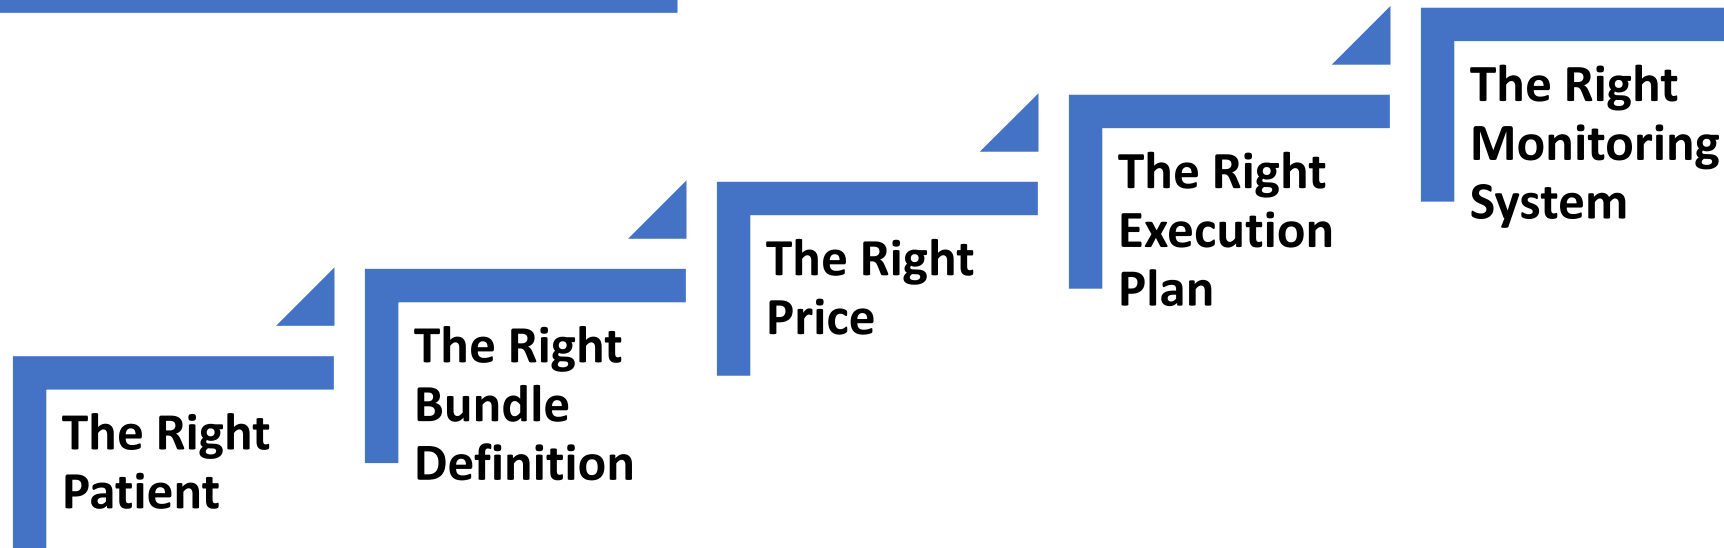 The Right
Patient
The Right
Bundle
Definition
The Right
Price
The Right
Execution
Plan
The Right
Monitoring
System